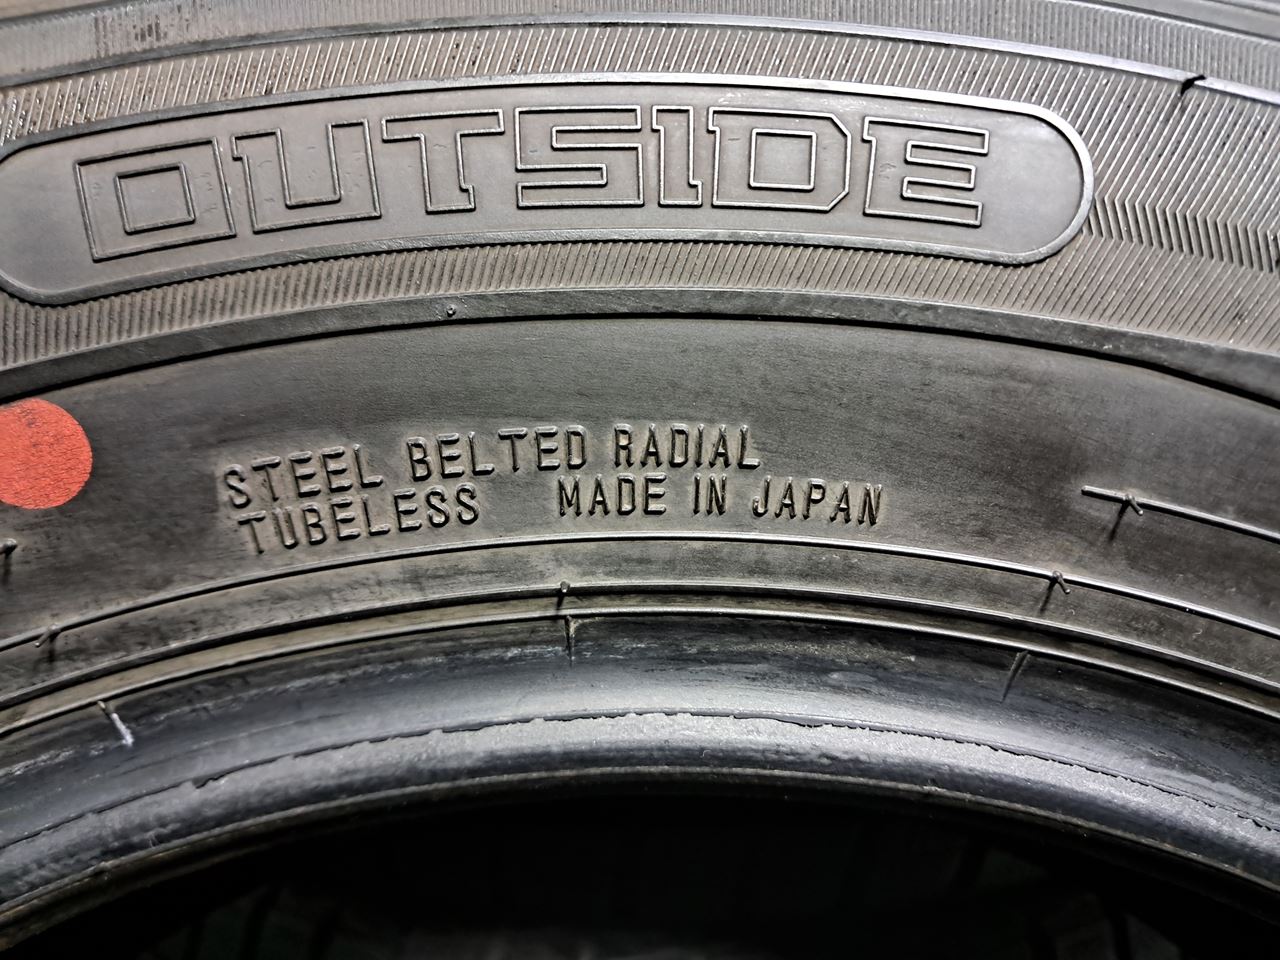 OUTSIDE
STEEL BELTED RADIAL
TUBELESS MADE IN JAPAN